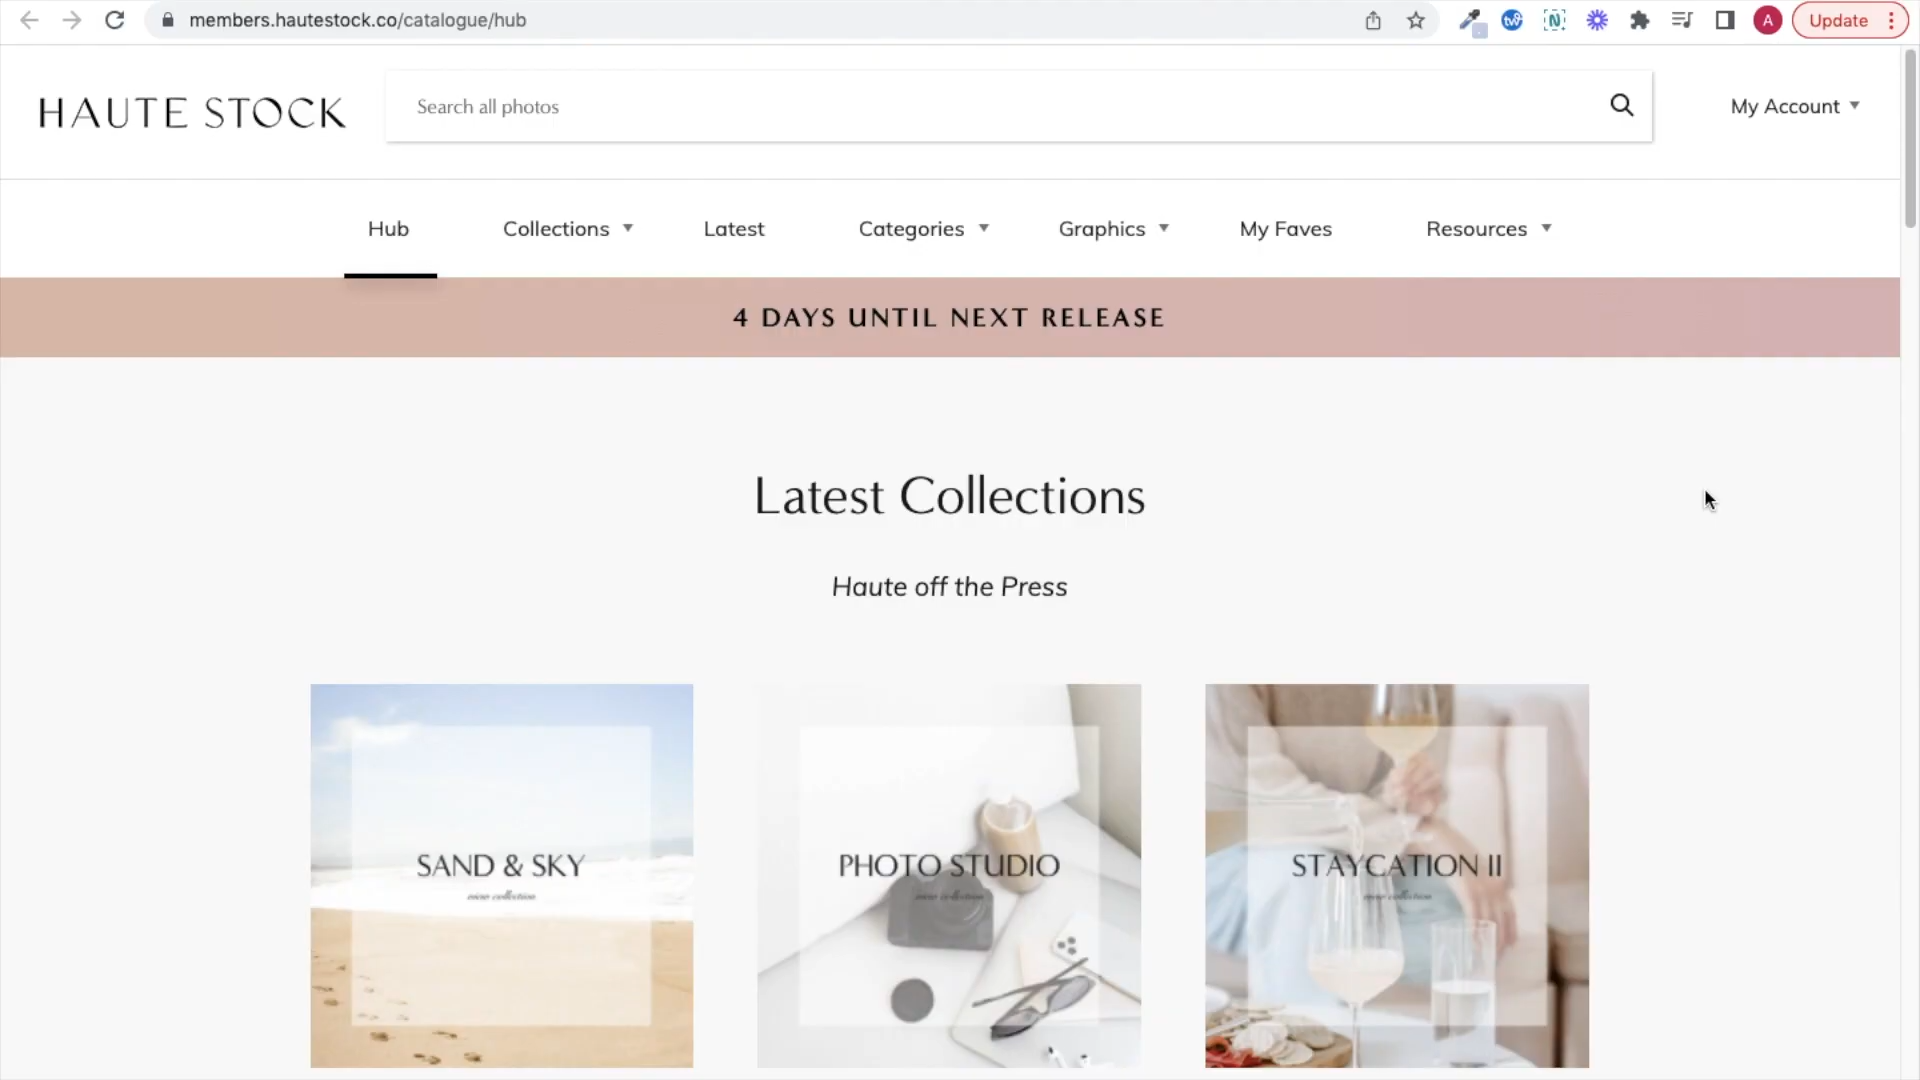 members.hautestock.co/catalogue/hub
A
Update
HAUTE STOCK
Search all photos
My Account
Hub
Collections
Latest
Categories
Graphics
My Faves
Resources
4 DAYS UNTIL NEXT RELEASE
Latest Collections
Haute off the Press
SAND & SKY
PHOTO STUDIO
STAYCATION II